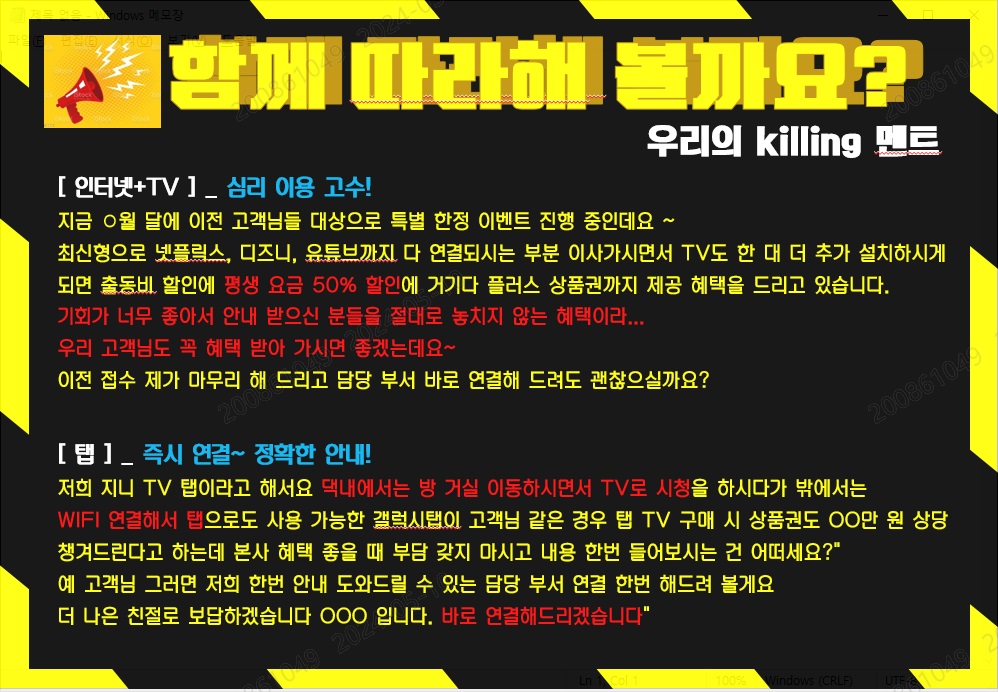 제목 없음 - Windows 메모장
함께 따라해 볼까요?
우리의 killing 멘트
[ 인터넷+TV ] _ 심리 이용 고수!
지금 O월 달에 이전 고객님들 대상으로 특별 한정 이벤트 진행 중인데요 ~
최신형으로 넷플릭스, 디즈니, 유튜브까지 다 연결되시는 부분 이사가시면서 TV도 한 대 더 추가 설치하시게
되면 출동비 할인에 평생 요금 50% 할인에 거기다 플러스 상품권까지 제공 혜택을 드리고 있습니다.
기회가 너무 좋아서 안내 받으신 분들을 절대로 놓치지 않는 혜택이라...
우리 고객님도 꼭 혜택 받아 가시면 좋겠는데요~
이전 접수 제가 마무리 해 드리고 담당 부서 바로 연결해 드려도 괜찮으실까요?
[ 탭 ] _ 즉시 연결~ 정확한 안내!
저희 지니 TV 탭이라고 해서요 댁내에서는 방 거실 이동하시면서 TV로 시청을 하시다가 밖에서는
WIFI 연결해서 탭으로도 사용 가능한 갤럭시탭이 고객님 같은 경우 탭 TV 구매 시 상품권도 OO만 원 상당
챙겨드린다고 하는데 본사 혜택 좋을 때 부담 갖지 마시고 내용 한번 들어보시는 건 어떠세요?"
예 고객님 그러면 저희 한번 안내 도와드릴 수 있는 담당 부서 연결 한번 해드려 볼게요
더 나은 친절로 보답하겠습니다 OOO 입니다. 바로 연결해드리겠습니다"
200861049
Ln 1, Col 1 100% Windows (CRLF) UTF-8